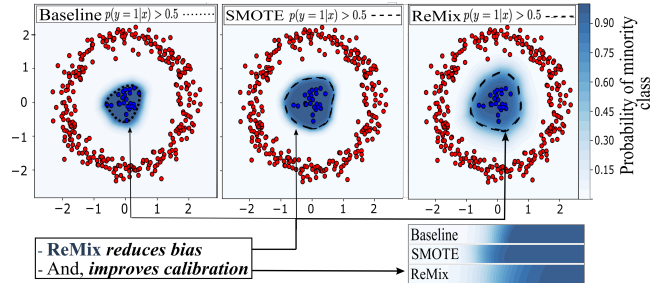 Baseline p(y = 1|x) > 0.5
SMOTE p(y = 1|x) > 0.5
ReMix p(y = 1|x) > 0.5
2
1
0
−1
−2
−2 −1 0 1 2
−2 −1 0 1 2
−2 −1 0 1 2
0.90
0.75
0.60
0.45
0.30
0.15
Probability of minority
class
- ReMix reduces bias
- And, improves calibration
Baseline
SMOTE
ReMix